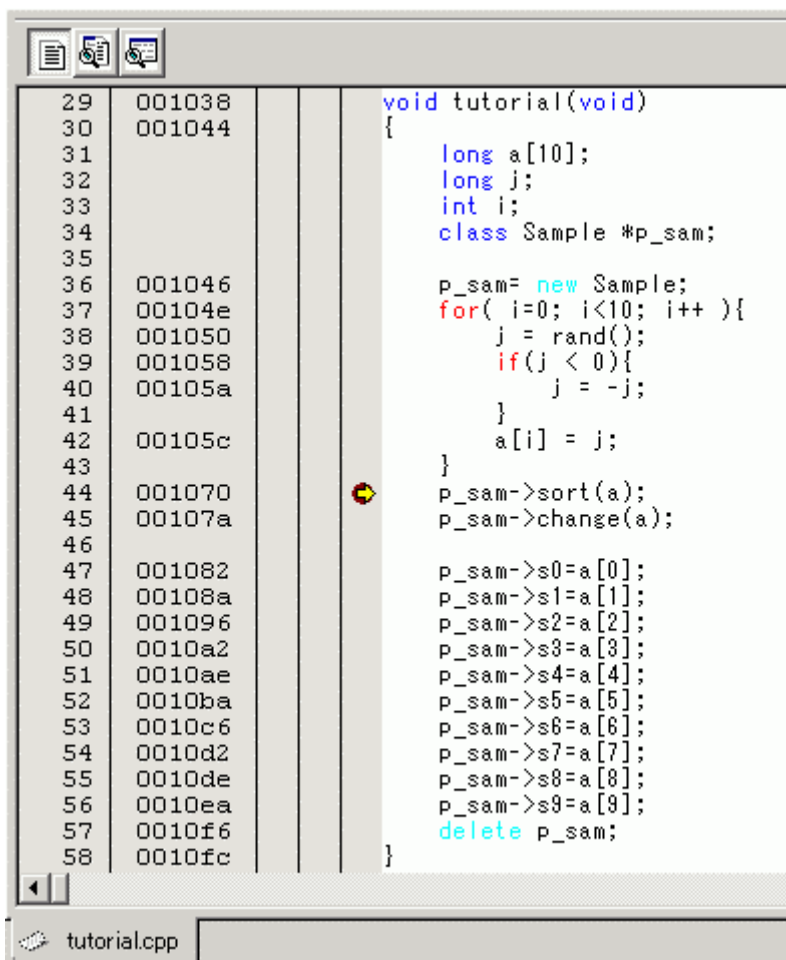 29 001038 void tutorial(void)
30 001044 {
31 long a[10];
32 long j;
33 int i;
34 class Sample *p_sam;
35
36 001046 p_sam= new Sample;
37 00104e for( i=0; i<10; i++ ){
38 001050 j = rand();
39 001058 if(j < 0){
40 00105a j = -j;
41 }
42 00105c a[i] = j;
43 }
44 001070 p_sam->sort(a);
45 00107a p_sam->change(a);
46
47 001082 p_sam->s0=a[0];
48 00108a p_sam->s1=a[1];
49 001096 p_sam->s2=a[2];
50 0010a2 p_sam->s3=a[3];
51 0010ae p_sam->s4=a[4];
52 0010ba p_sam->s5=a[5];
53 0010c6 p_sam->s6=a[6];
54 0010d2 p_sam->s7=a[7];
55 0010de p_sam->s8=a[8];
56 0010ea p_sam->s9=a[9];
57 0010f6 delete p_sam;
58 0010fc }
tutorial.cpp